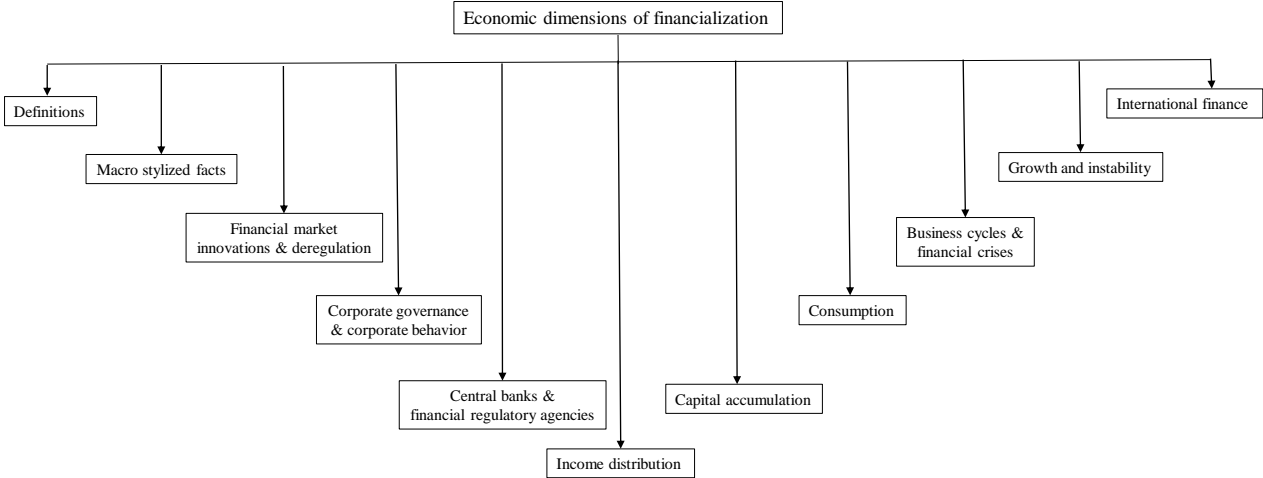 Economic dimensions of financialization
Definitions
Macro stylized facts
Financial market
innovations & deregulation
Corporate governance
& corporate behavior
Central banks &
financial regulatory agencies
Income distribution
Capital accumulation
Consumption
Business cycles &
financial crises
Growth and instability
International finance